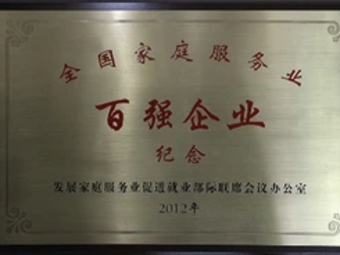 全国家庭服务业
百强企业
纪念
发展家庭服务业促进就业部际联席会议办公室
2012年